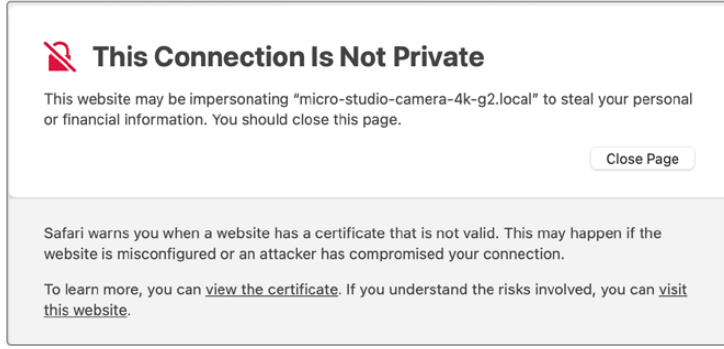 This Connection Is Not Private
This website may be impersonating “micro-studio-camera-4k-g2.local” to steal your personal
or financial information. You should close this page.
Close Page
Safari warns you when a website has a certificate that is not valid. This may happen if the
website is misconfigured or an attacker has compromised your connection.
To learn more, you can view the certificate. If you understand the risks involved, you can visit
this website.